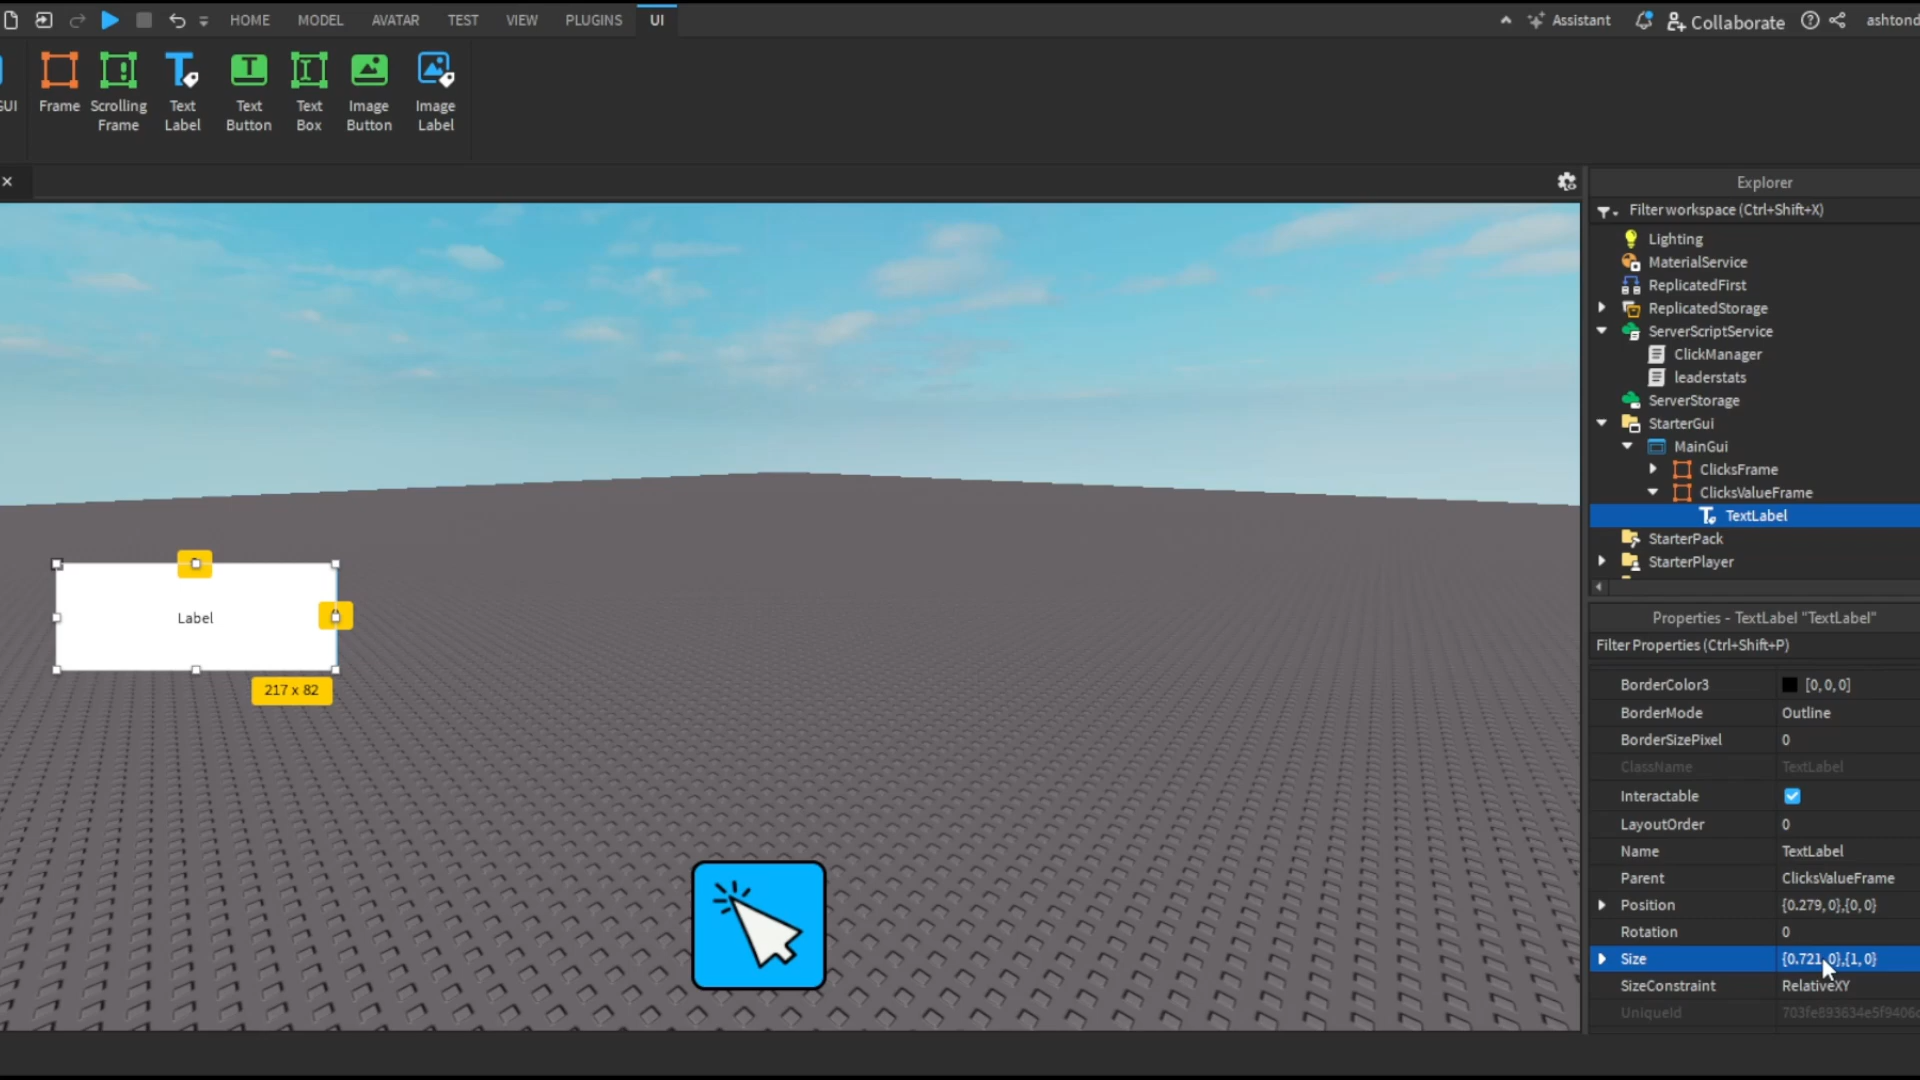 HOME MODEL AVATAR TEST VIEW PLUGINS UI
Assistant Collaborate ashtond
GUI
Frame
Scrolling
Frame
Text
Label
Text
Button
Text
Box
Image
Button
Image
Label
Explorer
Filter workspace (Ctrl+Shift+X)
Lighting
MaterialService
ReplicatedFirst
ReplicatedStorage
ServerScriptService
ClickManager
leaderstats
ServerStorage
StarterGui
MainGui
ClicksFrame
ClicksValueFrame
TextLabel
StarterPack
StarterPlayer
Label
217 x 82
Properties - TextLabel "TextLabel"
Filter Properties (Ctrl+Shift+P)
BorderColor3 [0, 0, 0]
BorderMode Outline
BorderSizePixel 0
ClassName TextLabel
Interactable
LayoutOrder 0
Name TextLabel
Parent ClicksValueFrame
Position {0.279, 0},{0, 0}
Rotation 0
Size {0.721, 0},{1, 0}
SizeConstraint RelativeXY
UniqueId